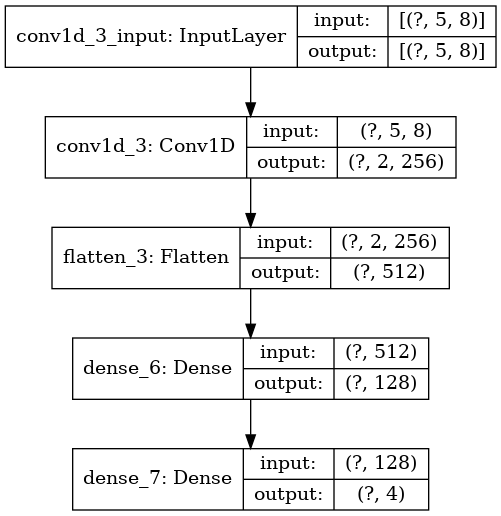 conv1d_3_input: InputLayer input: [(?, 5, 8)]
output: [(?, 5, 8)]
conv1d_3: Conv1D input: (?, 5, 8)
output: (?, 2, 256)
flatten_3: Flatten input: (?, 2, 256)
output: (?, 512)
dense_6: Dense input: (?, 512)
output: (?, 128)
dense_7: Dense input: (?, 128)
output: (?, 4)